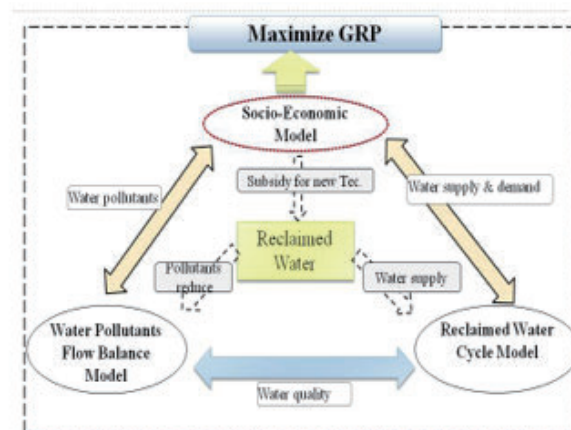 Maximize GRP
Socio-Economic
Model
Subsidy for new Tec.
Water pollutants
Water supply & demand
Reclaimed
Water
Pollutants
reduce
Water supply
Water Pollutants
Flow Balance
Model
Reclaimed Water
Cycle Model
Water quality